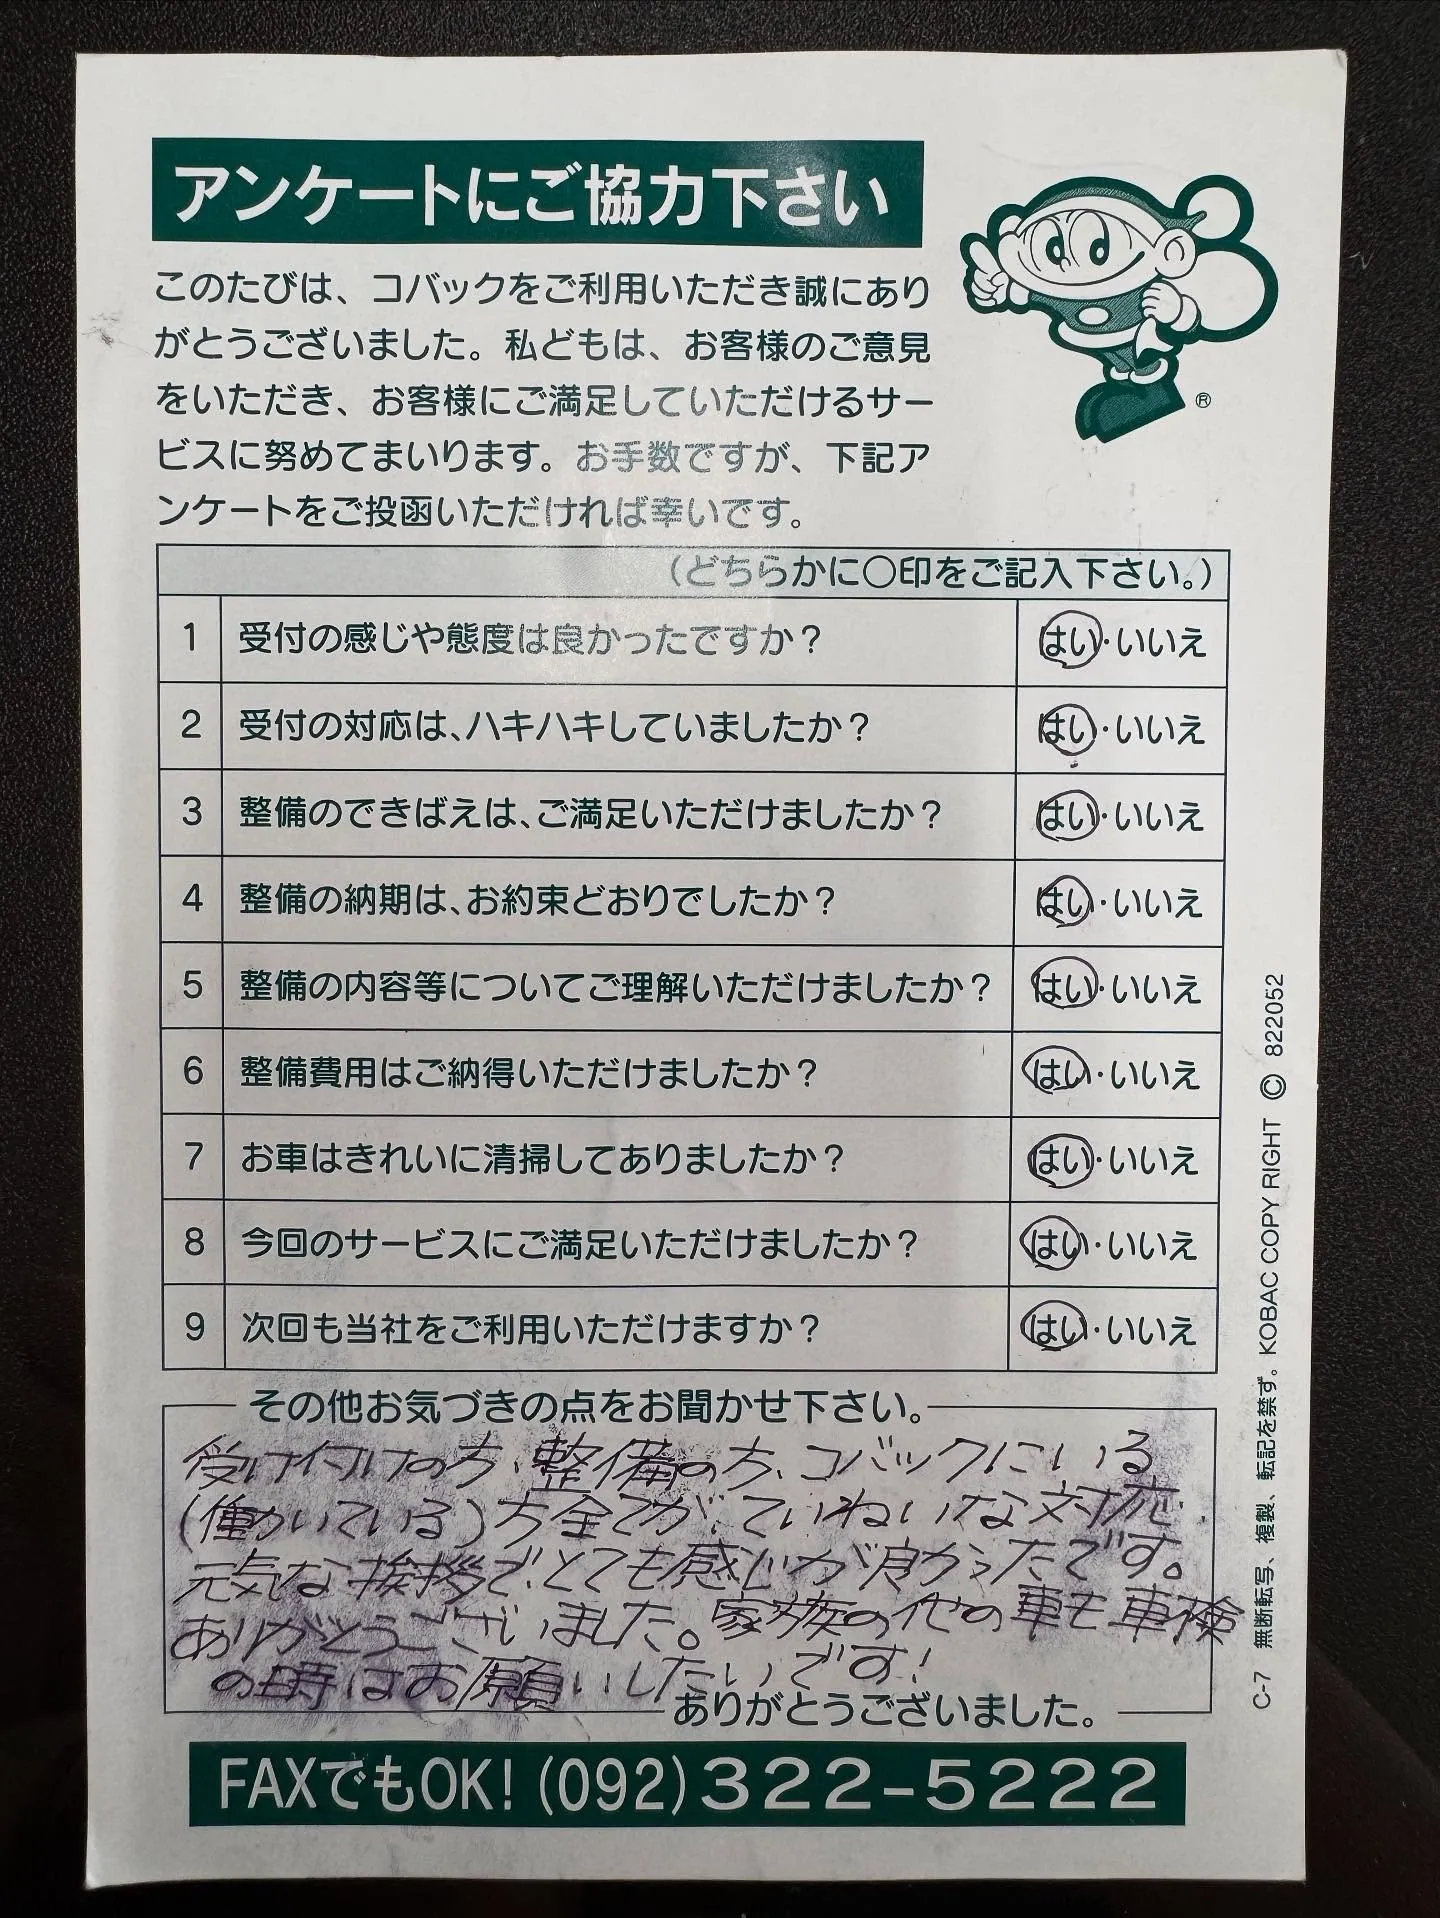 アンケートにご協力下さい
このたびは、コバックをご利用いただき誠にあり
がとうございました。私どもは、お客様のご意見
をいただき、お客様にご満足していただけるサー
ビスに努めてまいります。お手数ですが、下記ア
ンケートをご投函いただければ幸いです。
®
(どちらかに〇印をご記入下さい。)
1 受付の感じや態度は良かったですか？ はい・いいえ
2 受付の対応は、ハキハキしていましたか？ はい・いいえ
3 整備のできばえは、ご満足いただけましたか？ はい・いいえ
4 整備の納期は、お約束どおりでしたか？ はい・いいえ
5 整備の内容等についてご理解いただけましたか？ はい・いいえ
6 整備費用はご納得いただけましたか？ はい・いいえ
7 お車はきれいに清掃してありましたか？ はい・いいえ
8 今回のサービスにご満足いただけましたか？ はい・いいえ
9 次回も当社をご利用いただけますか？ はい・いいえ
その他お気づきの点をお聞かせ下さい。
受け付けの方、整備の方、コバックにいる
(働いている)方全てが、ていねいな対応、
元気な挨拶で、とても感じが良かったです。
ありがとうございました。家族の他の車も車検
の時はお願いしたいです!
ありがとうございました。
FAXでもOK! (092)322-5222
C-7 無断転写、複製、転記を禁ず。KOBAC COPY RIGHT © 822052